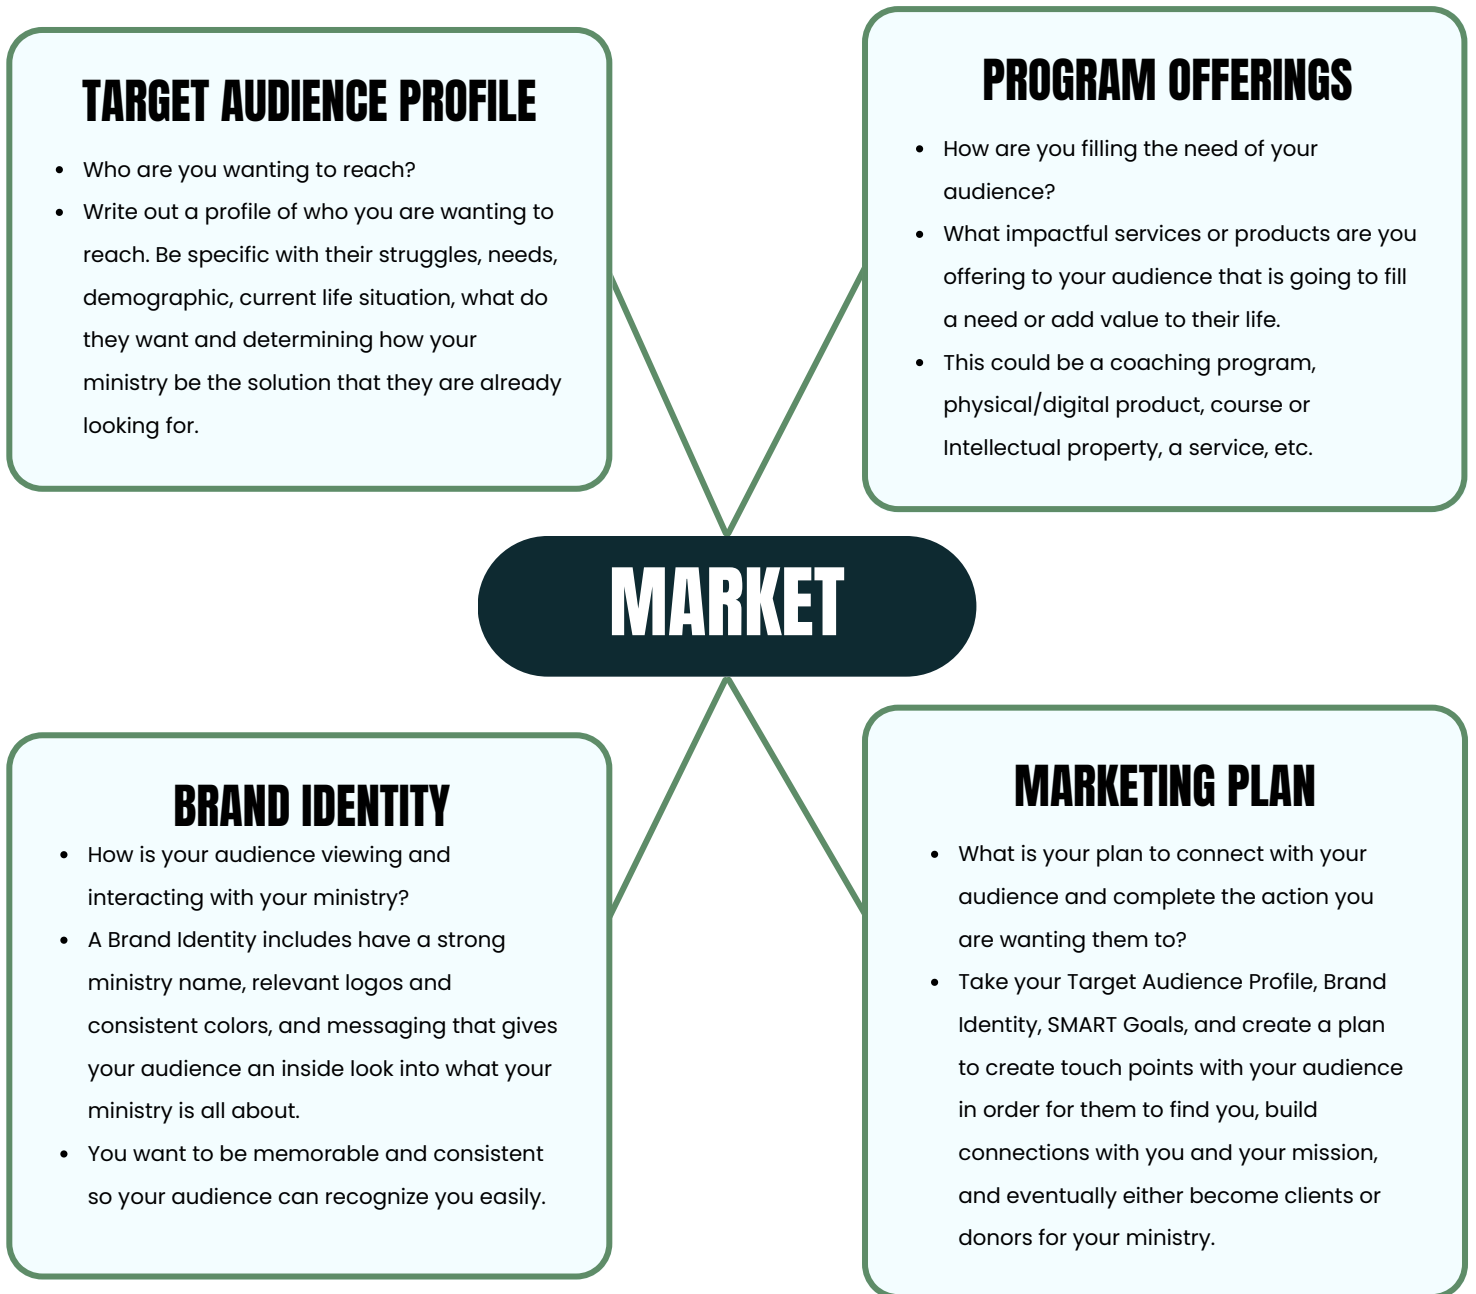 TARGET AUDIENCE PROFILE
• Who are you wanting to reach?
• Write out a profile of who you are wanting to
reach. Be specific with their struggles, needs,
demographic, current life situation, what do
they want and determining how your
ministry be the solution that they are already
looking for.
PROGRAM OFFERINGS
• How are you filling the need of your
audience?
• What impactful services or products are you
offering to your audience that is going to fill
a need or add value to their life.
• This could be a coaching program,
physical/digital product, course or
Intellectual property, a service, etc.
MARKET
BRAND IDENTITY
• How is your audience viewing and
interacting with your ministry?
• A Brand Identity includes have a strong
ministry name, relevant logos and
consistent colors, and messaging that gives
your audience an inside look into what your
ministry is all about.
• You want to be memorable and consistent
so your audience can recognize you easily.
MARKETING PLAN
• What is your plan to connect with your
audience and complete the action you
are wanting them to?
• Take your Target Audience Profile, Brand
Identity, SMART Goals, and create a plan
to create touch points with your audience
in order for them to find you, build
connections with you and your mission,
and eventually either become clients or
donors for your ministry.